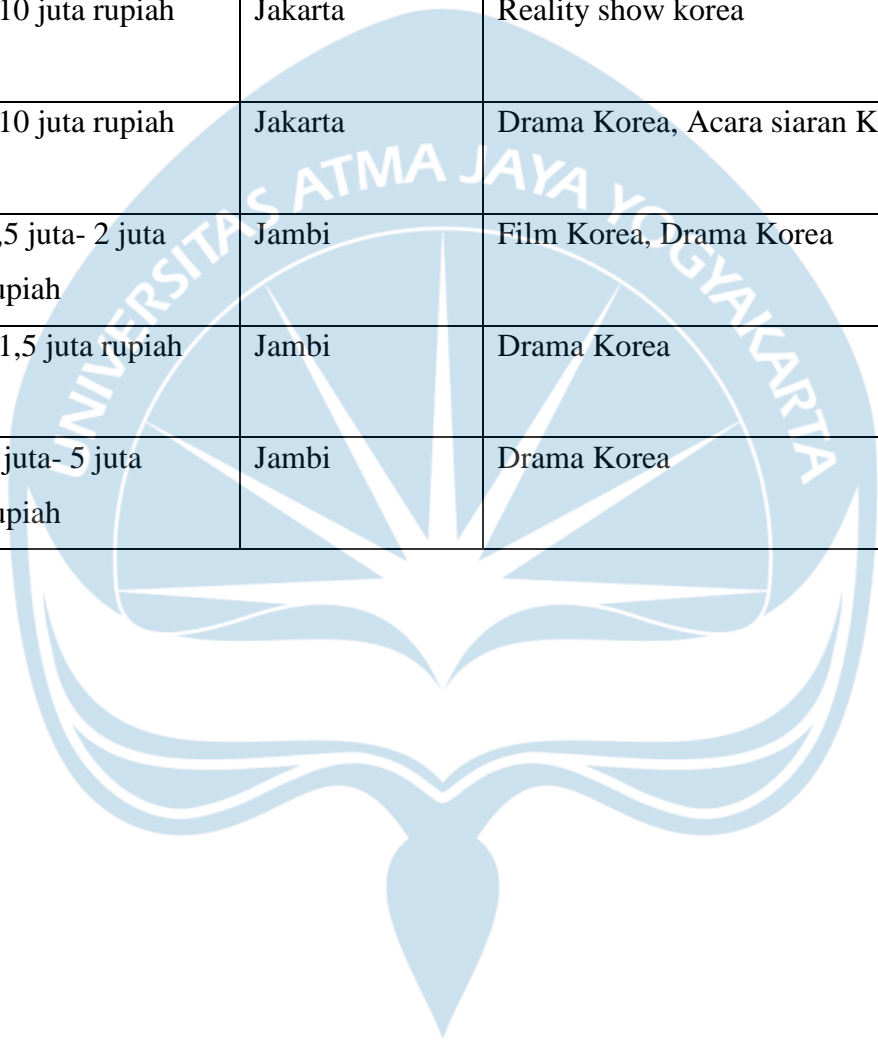 10 juta rupiah Jakarta Reality show korea
10 juta rupiah Jakarta Drama Korea, Acara siaran K
UNIVERSITAS ATMA JAYA YOGYAKARTA
,5 juta- 2 juta Jambi Film Korea, Drama Korea
upiah
1,5 juta rupiah Jambi Drama Korea
juta- 5 juta Jambi Drama Korea
upiah